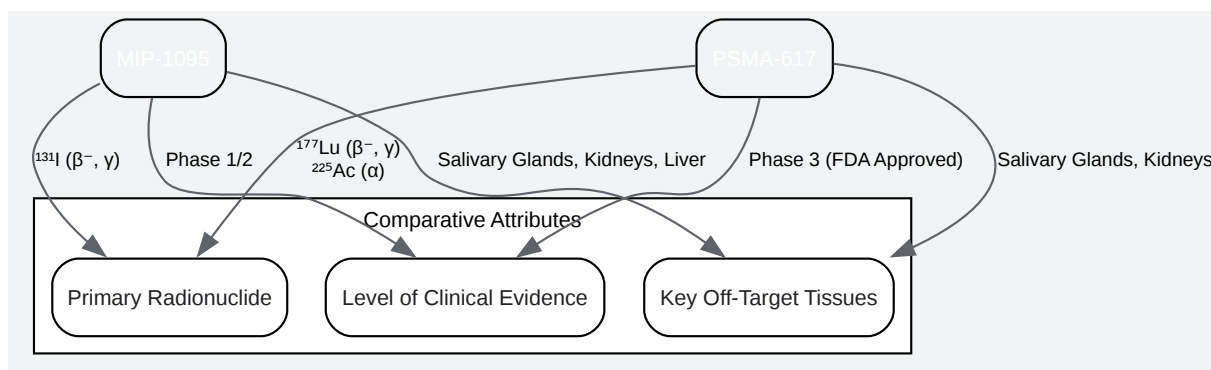 MIP-1095
PSMA-617
¹³¹I (β⁻, γ)
Phase 1/2
¹⁷⁷Lu (β⁻, γ)
²²⁵Ac (α)
Salivary Glands, Kidneys, Liver
Phase 3 (FDA Approved)
Salivary Glands, Kidneys
Comparative Attributes
Primary Radionuclide
Level of Clinical Evidence
Key Off-Target Tissues